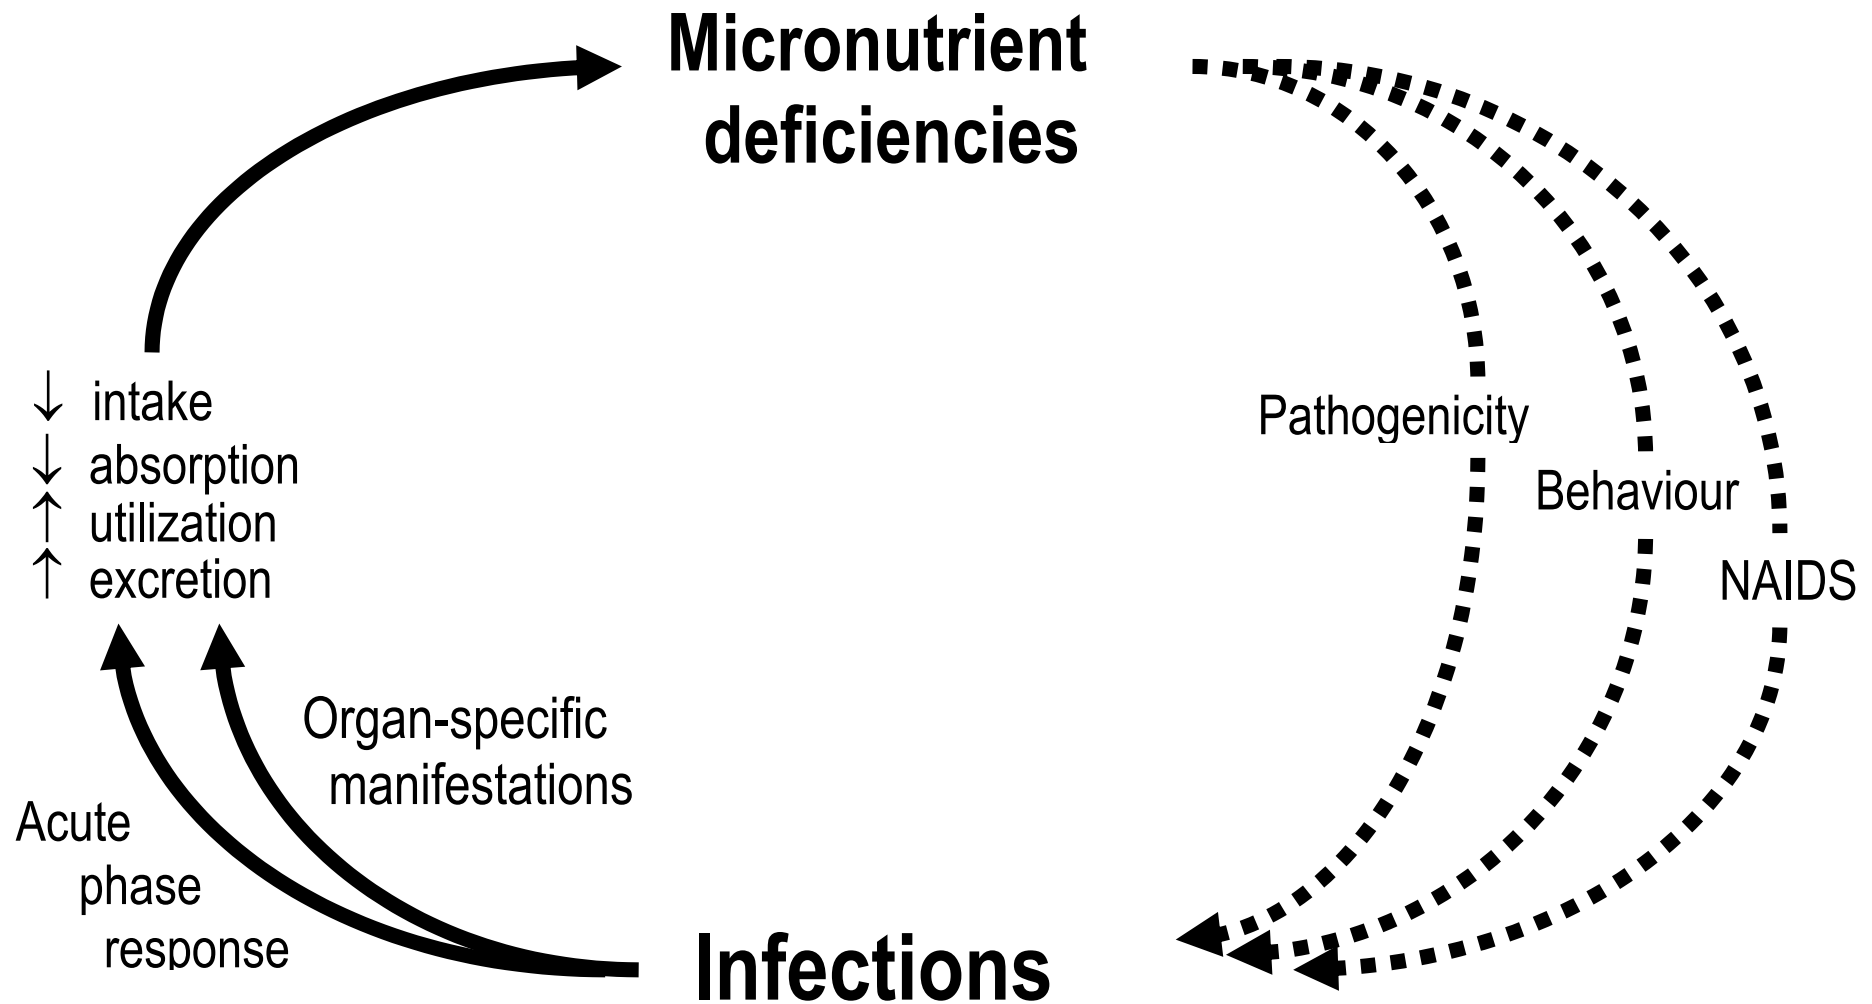 Micronutrient
deficiencies
↓ intake
↓ absorption
↑ utilization
↑ excretion
Pathogenicity
Behaviour
NAIDS
Organ-specific
manifestations
Acute
phase
response
Infections